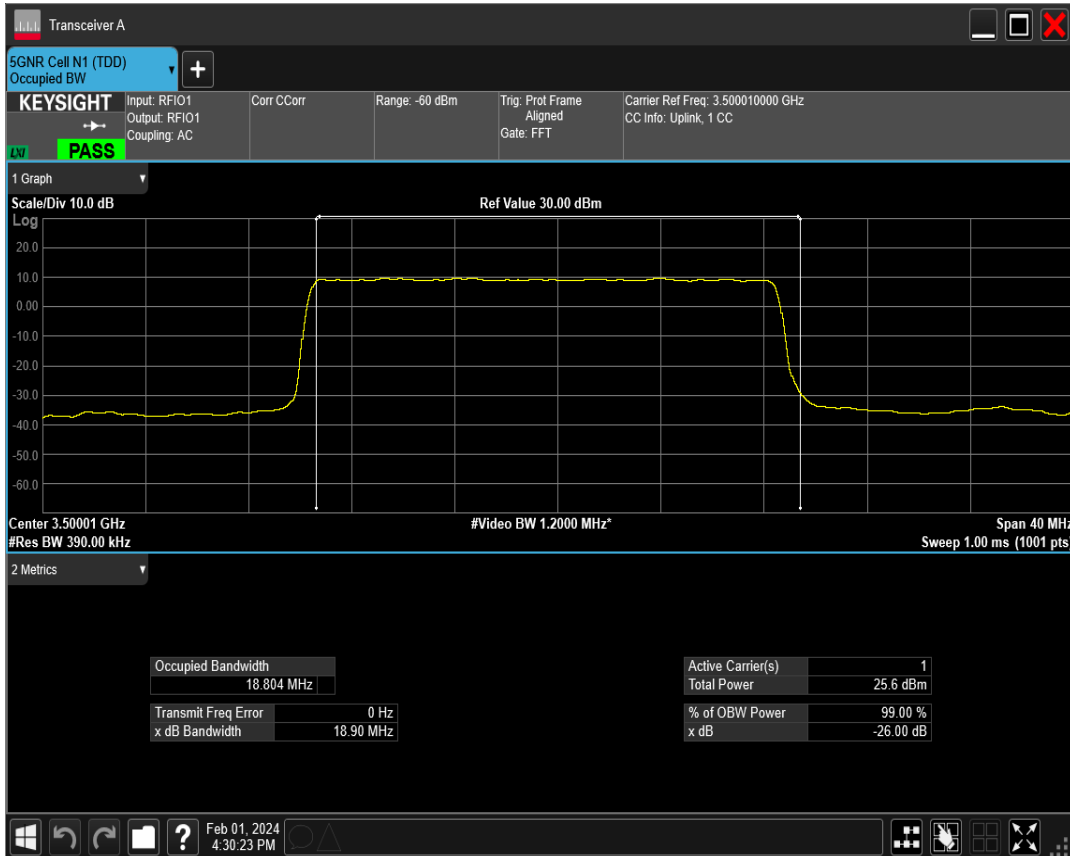 Transceiver A
5GNR Cell N1 (TDD)
Occupied BW
+
KEYSIGHT
LXI
PASS
Input: RFIO1
Output: RFIO1
Coupling: AC
Corr CCorr
Range: -60 dBm
Trig: Prot Frame
Aligned
Gate: FFT
Carrier Ref Freq: 3.500010000 GHz
CC Info: Uplink, 1 CC
1 Graph
Scale/Div 10.0 dB
Ref Value 30.00 dBm
Log
20.0
10.0
0.00
-10.0
-20.0
-30.0
-40.0
-50.0
-60.0
Center 3.50001 GHz
#Video BW 1.2000 MHz*
Span 40 MHz
#Res BW 390.00 kHz
Sweep 1.00 ms (1001 pts)
2 Metrics
Occupied Bandwidth
18.804 MHz
Transmit Freq Error 0 Hz
x dB Bandwidth 18.90 MHz
Active Carrier(s) 1
Total Power 25.6 dBm
% of OBW Power 99.00 %
x dB -26.00 dB
?
Feb 01, 2024
4:30:23 PM